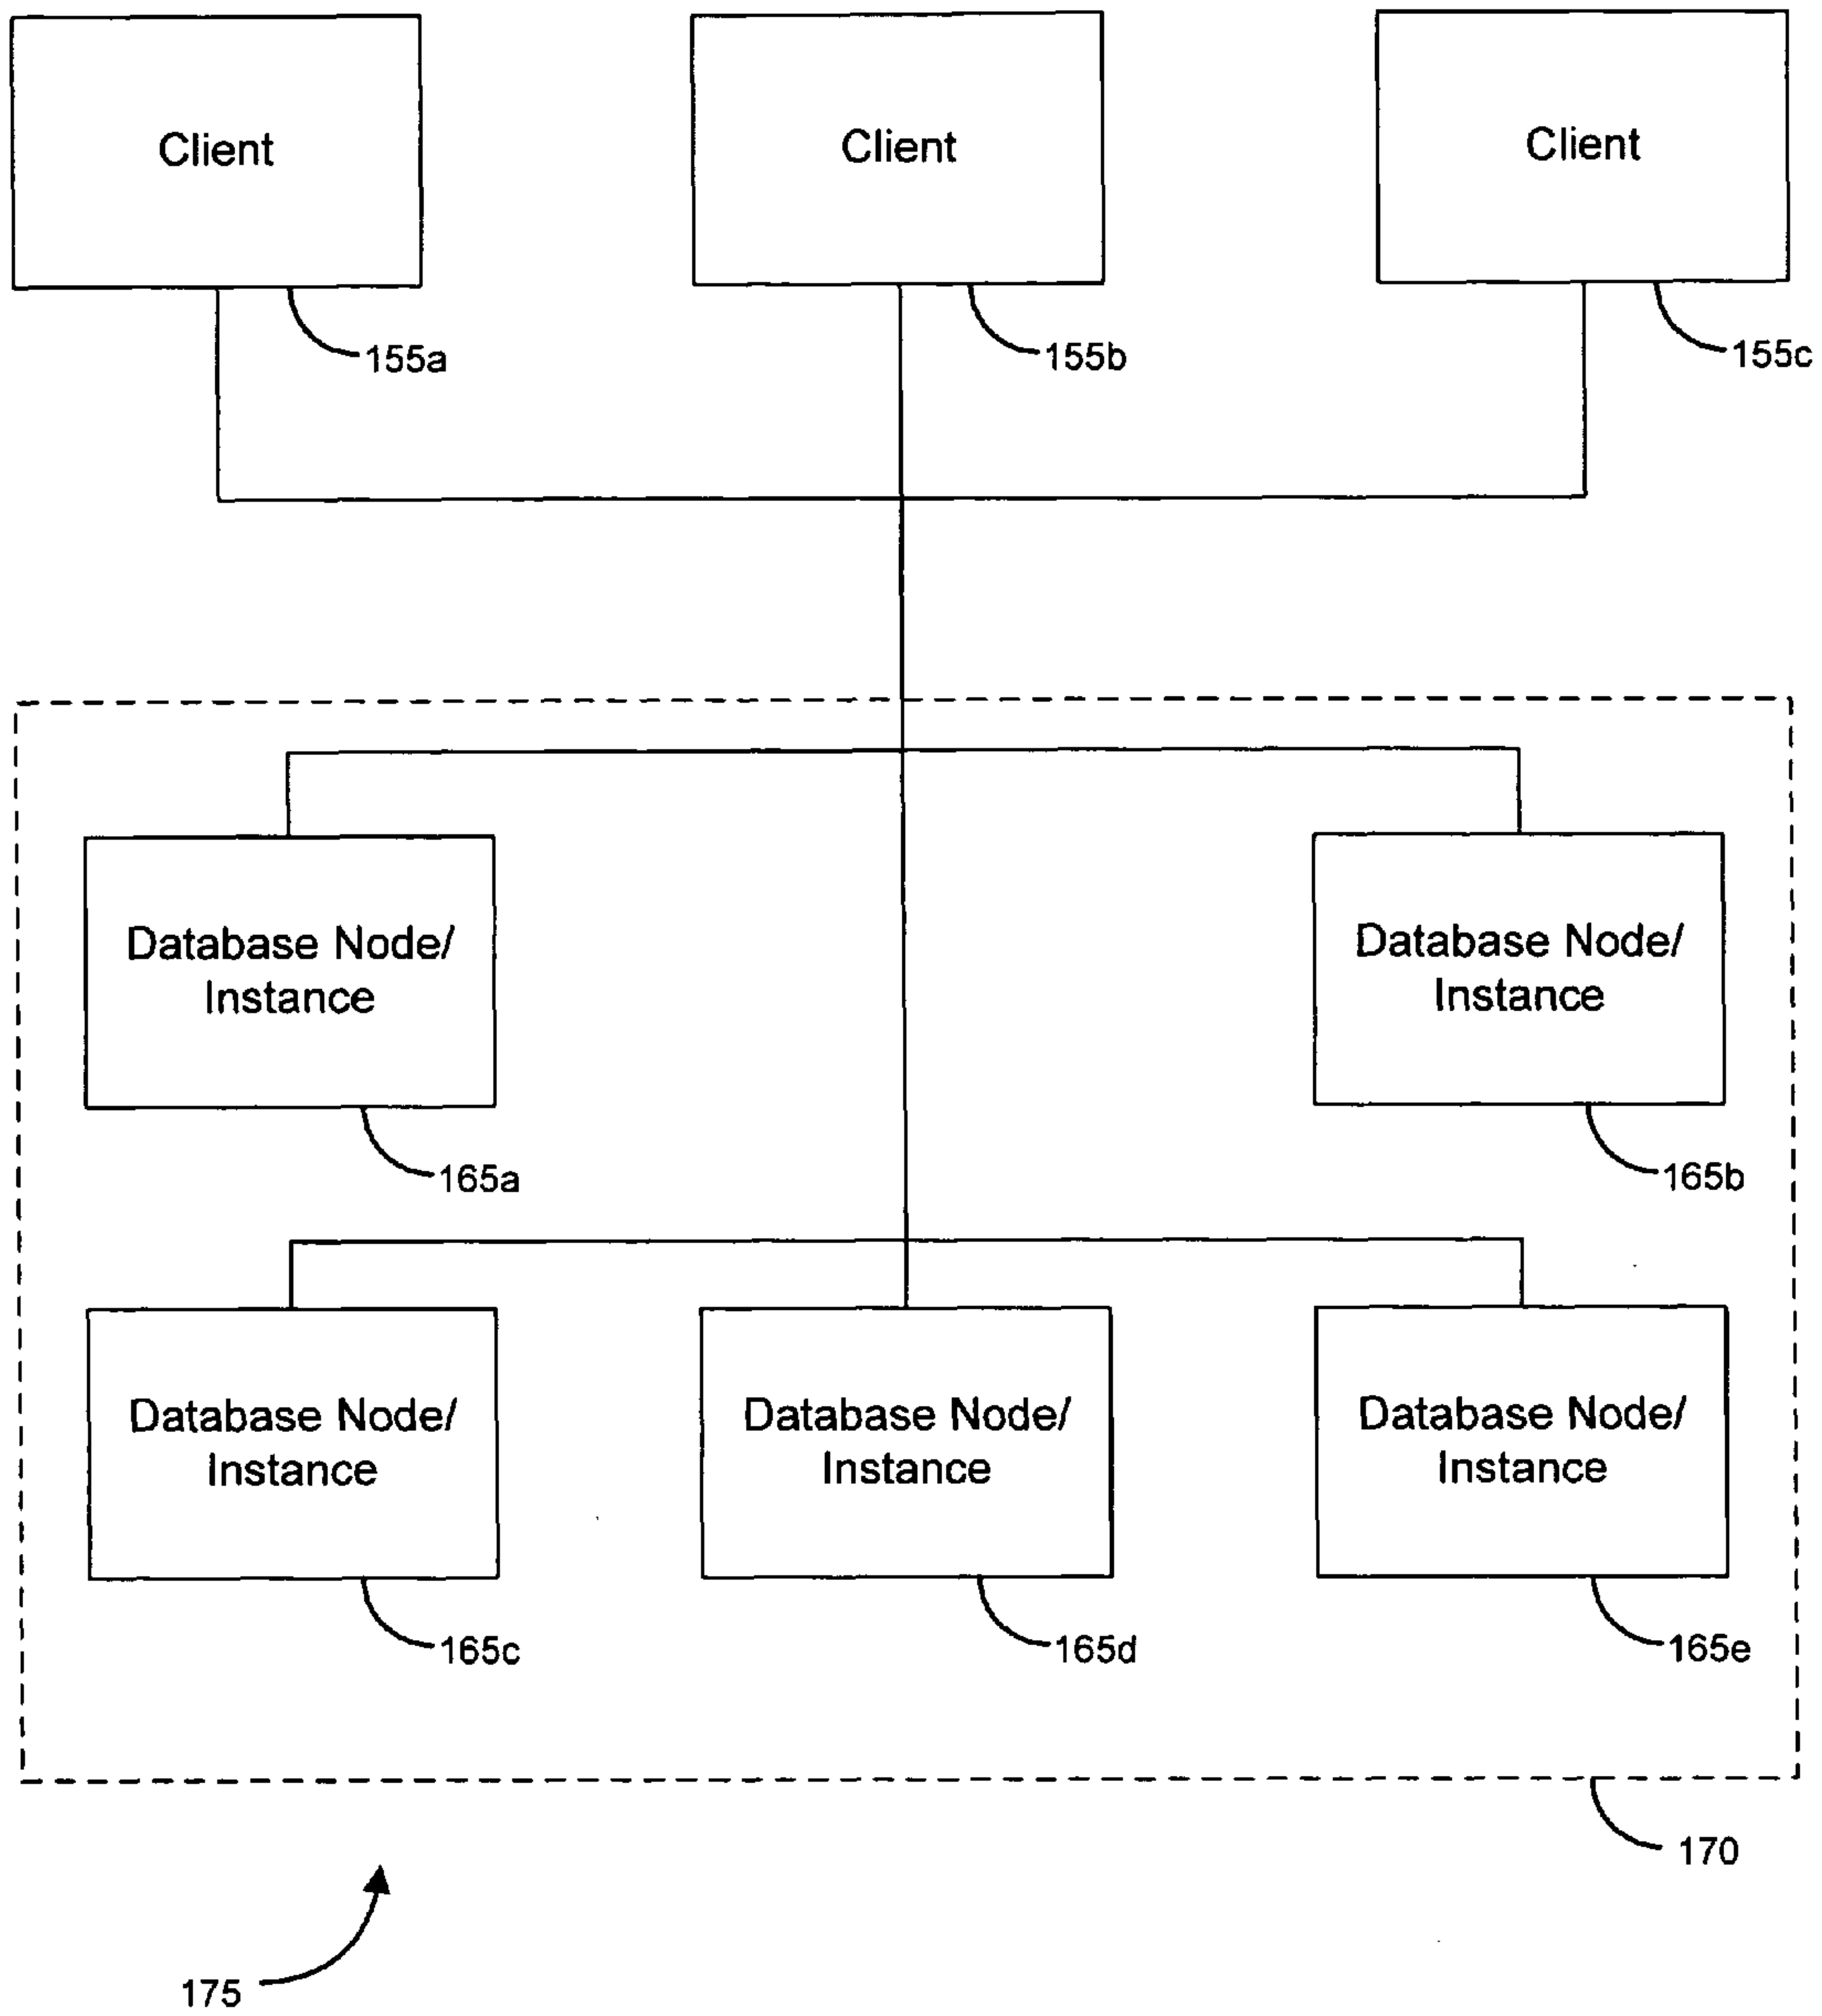 Client
Client
Client
155a
155b
155c
Database Node/
Instance
Database Node/
Instance
165a
165b
Database Node/
Instance
Database Node/
Instance
Database Node/
Instance
165c
165d
165e
170
175